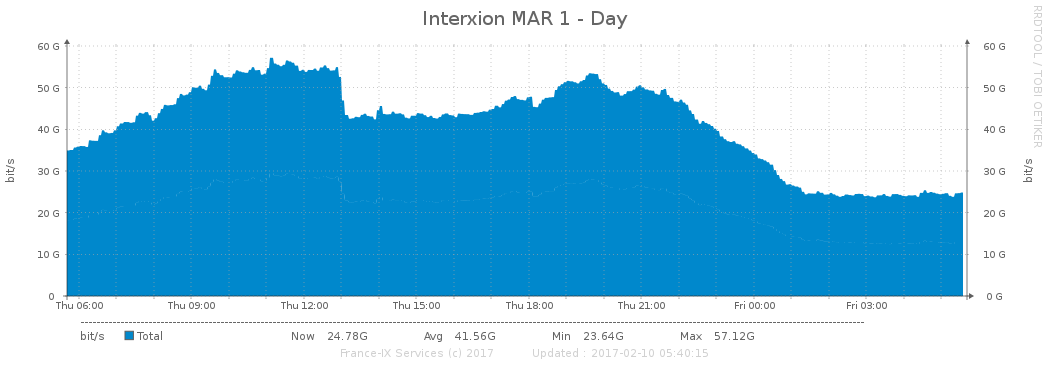 Interxion MAR 1 - Day
RRDTOOL / TOBI OETIKER
60 G 60 G
50 G 50 G
40 G 40 G
30 G 30 G
20 G 20 G
10 G 10 G
0 0 G
bit/s bit/s
Thu 06:00 Thu 09:00 Thu 12:00 Thu 15:00 Thu 18:00 Thu 21:00 Fri 00:00 Fri 03:00
bit/s Total Now 24.78G Avg 41.56G Min 23.64G Max 57.12G
France-IX Services (c) 2017 Updated : 2017-02-10 05:40:15